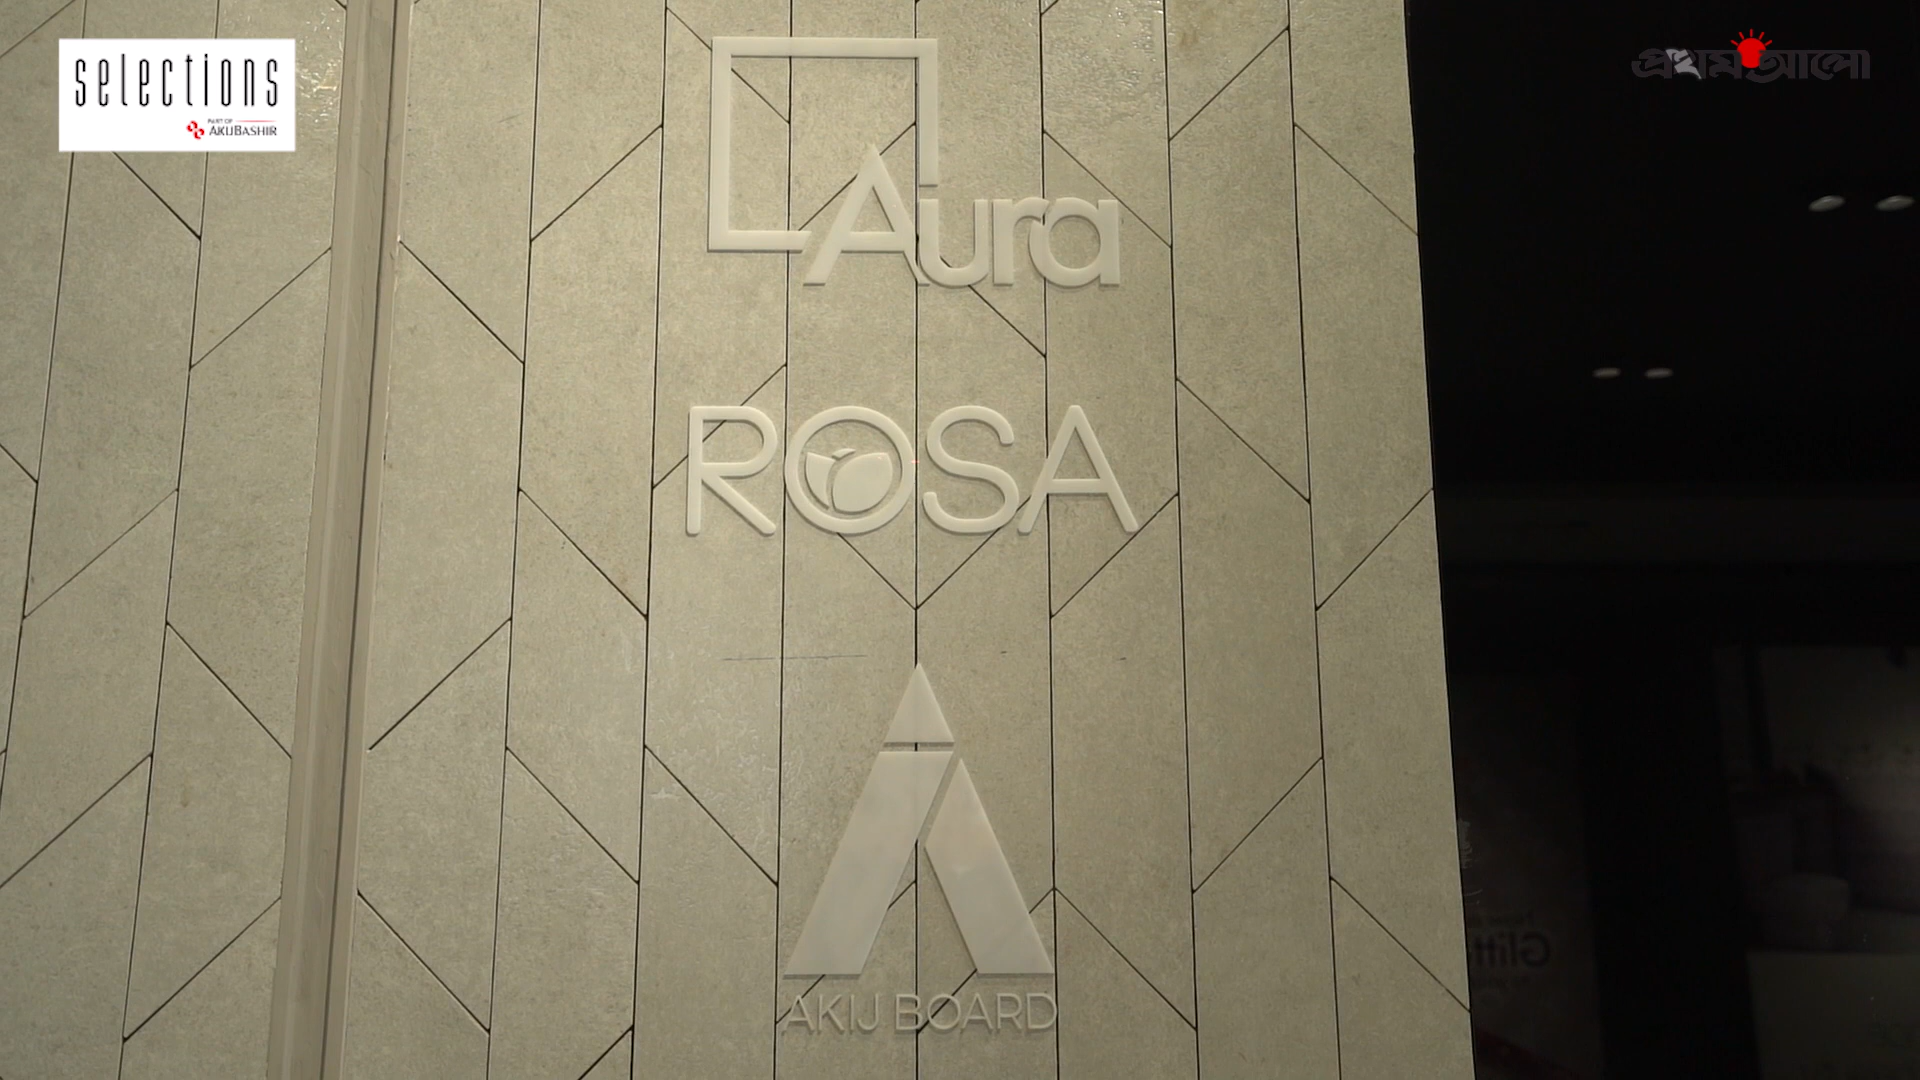 selections
PART OF
AKIJBASHIR
প্রথম আলো
Aura
ROSA
AKIJ BOARD